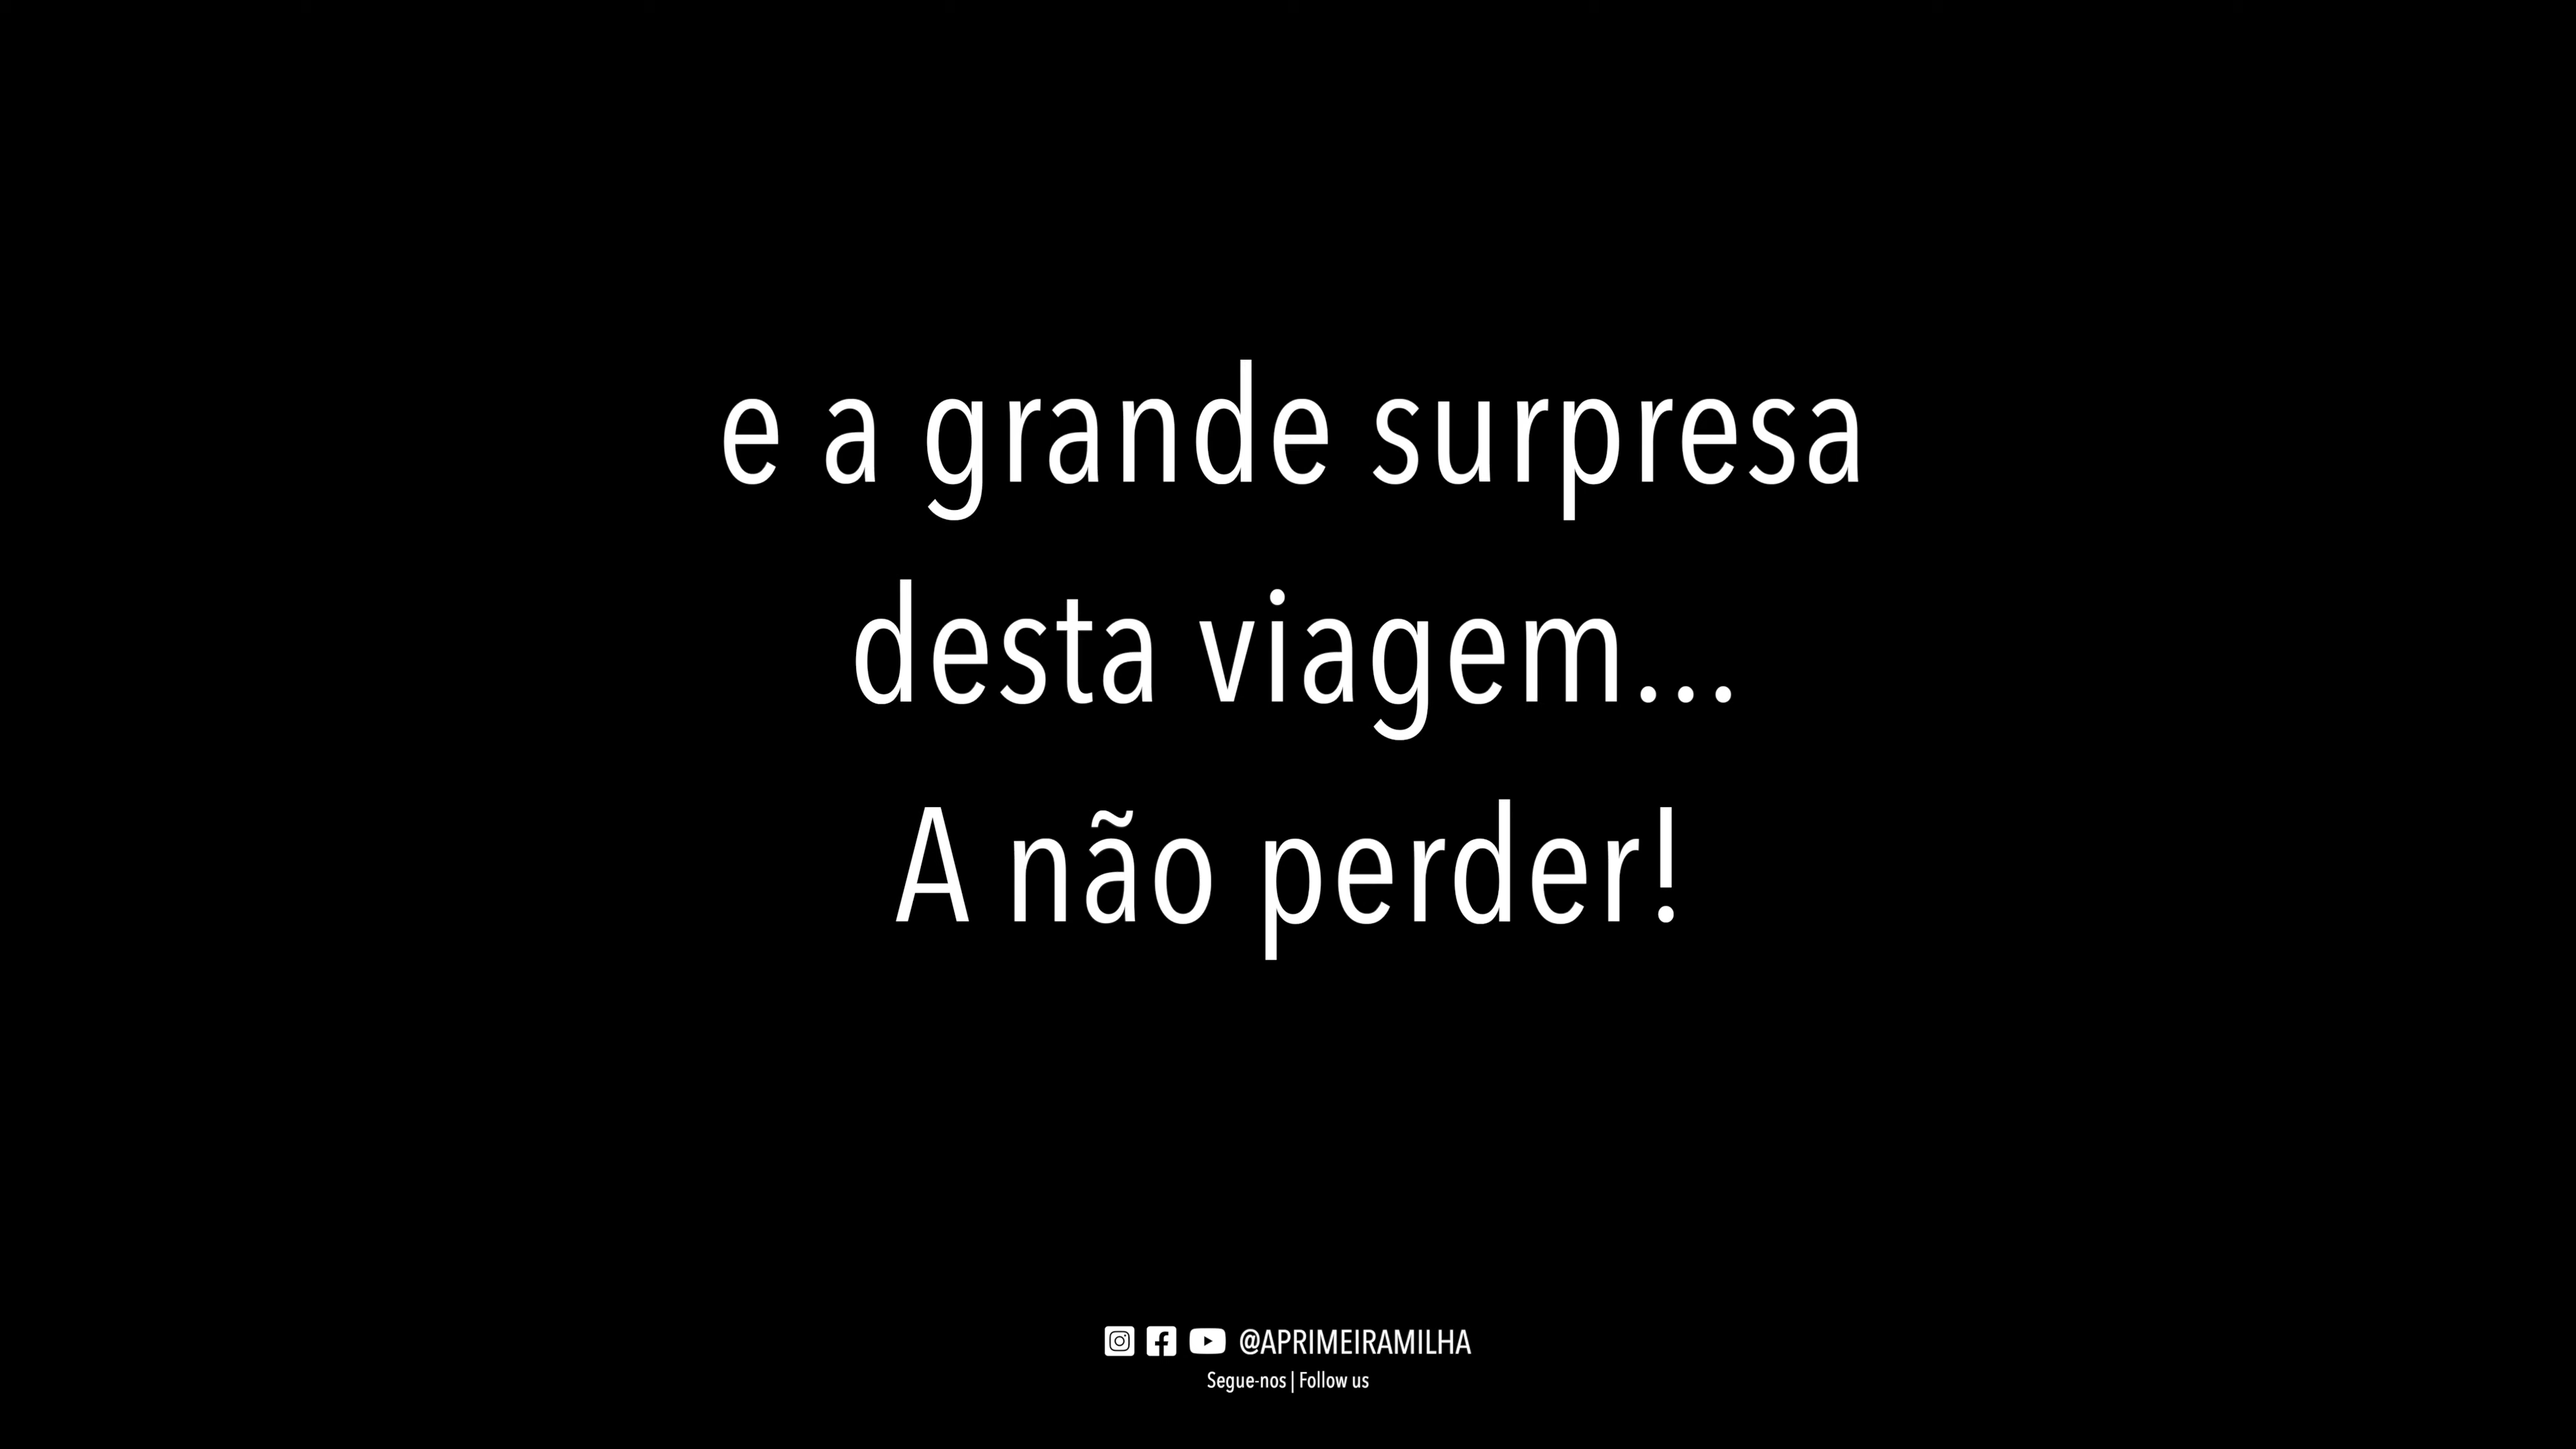 e a grande surpresa
desta viagem...
A não perder!
@APRIMEIRAMILHA
Segue-nos | Follow us